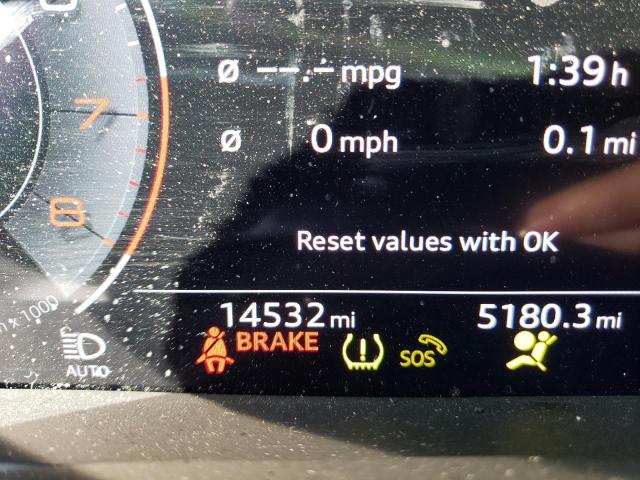 7
8
x 1000
Ø --.- mpg 1:39 h
Ø 0 mph 0.1 mi
Reset values with OK
14532 mi 5180.3 mi
AUTO BRAKE SOS